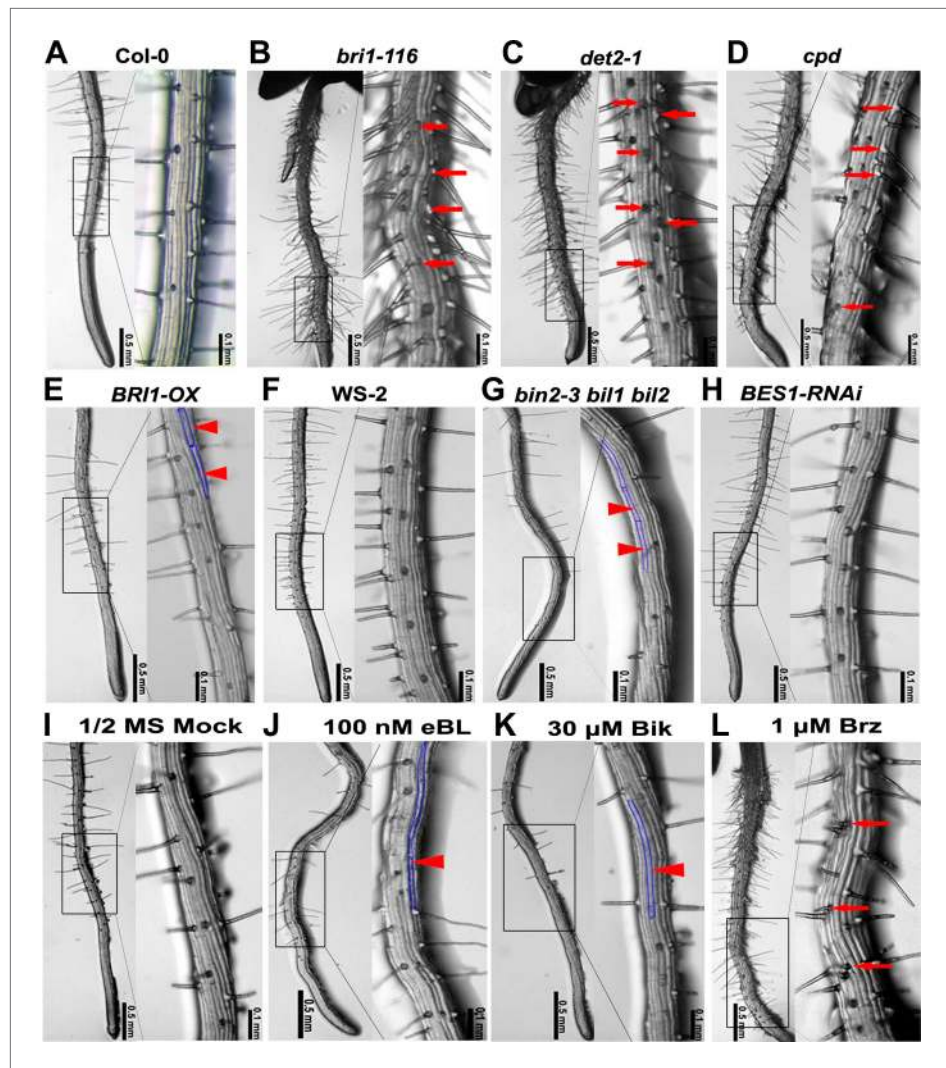 A Col-0
B bri1-116
C det2-1
D cpd
0.5 mm
0.1 mm
0.5 mm
0.1 mm
0.5 mm
0.1 mm
0.5 mm
0.1 mm
E BRI1-OX
F WS-2
G bin2-3 bil1 bil2
H BES1-RNAi
0.5 mm
0.1 mm
0.5 mm
0.1 mm
0.5 mm
0.1 mm
0.5 mm
0.1 mm
I 1/2 MS Mock
J 100 nM eBL
K 30 μM Bik
L 1 μM Brz
0.5 mm
0.1 mm
0.5 mm
0.1 mm
0.5 mm
0.1 mm
0.5 mm
0.1 mm